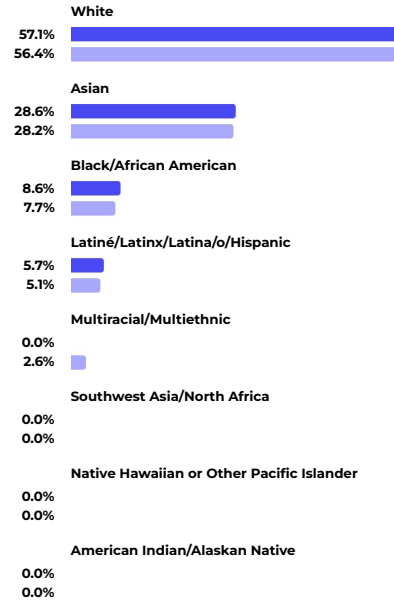 White
57.1%
56.4%
Asian
28.6%
28.2%
Black/African American
8.6%
7.7%
Latiné/Latinx/Latina/o/Hispanic
5.7%
5.1%
Multiracial/Multiethnic
0.0%
2.6%
Southwest Asia/North Africa
0.0%
0.0%
Native Hawaiian or Other Pacific Islander
0.0%
0.0%
American Indian/Alaskan Native
0.0%
0.0%